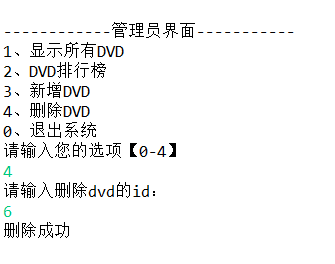 ------------管理员界面-----------
1、显示所有DVD
2、DVD排行榜
3、新增DVD
4、删除DVD
0、退出系统
请输入您的选项【0-4】
4
请输入删除dvd的id：
6
删除成功